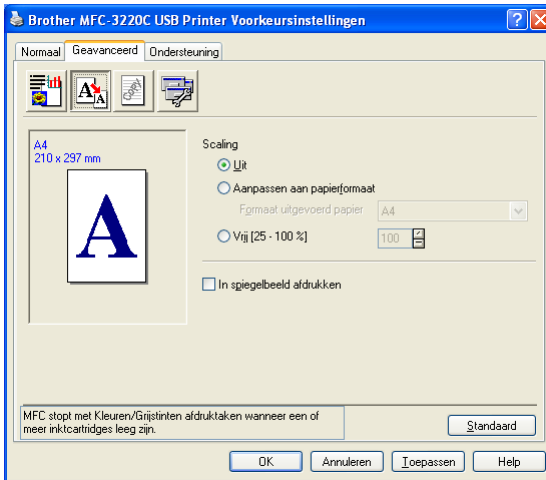 Brother MFC-3220C USB Printer Voorkeursinstellingen
Normaal Geavanceerd Ondersteuning
A A
Copy
A4
210 x 297 mm
A
Scaling
Uit
Aanpassen aan papierformaat
Formaat uitgevoerd papier A4
Vrij [25 - 100 %] 100
In spiegelbeeld afdrukken
MFC stopt met Kleuren/Grijstinten afdruktaken wanneer een of
meer inktcartridges leeg zijn.
Standaard
OK Annuleren Toepassen Help